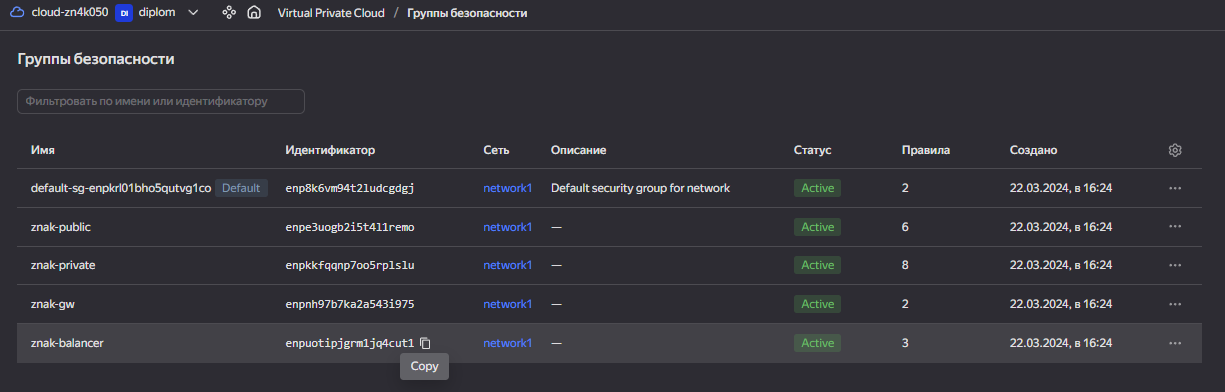 cloud-zn4k050 DI diplom Virtual Private Cloud / Группы безопасности
Группы безопасности
Фильтровать по имени или идентификатору
Имя Идентификатор Сеть Описание Статус Правила Создано
default-sg-enpkrl01bho5qutvg1co Default enp8k6vm94t2ludcgdgj network1 Default security group for network Active 2 22.03.2024, в 16:24
znak-public enpe3uogb2i5t4l1remo network1 — Active 6 22.03.2024, в 16:24
znak-private enpkkfqqnp7oo5rplslu network1 — Active 8 22.03.2024, в 16:24
znak-gw enpnh97b7ka2a543i975 network1 — Active 2 22.03.2024, в 16:24
znak-balancer enpuotipjgrm1jq4cut1 network1 — Active 3 22.03.2024, в 16:24
Copy